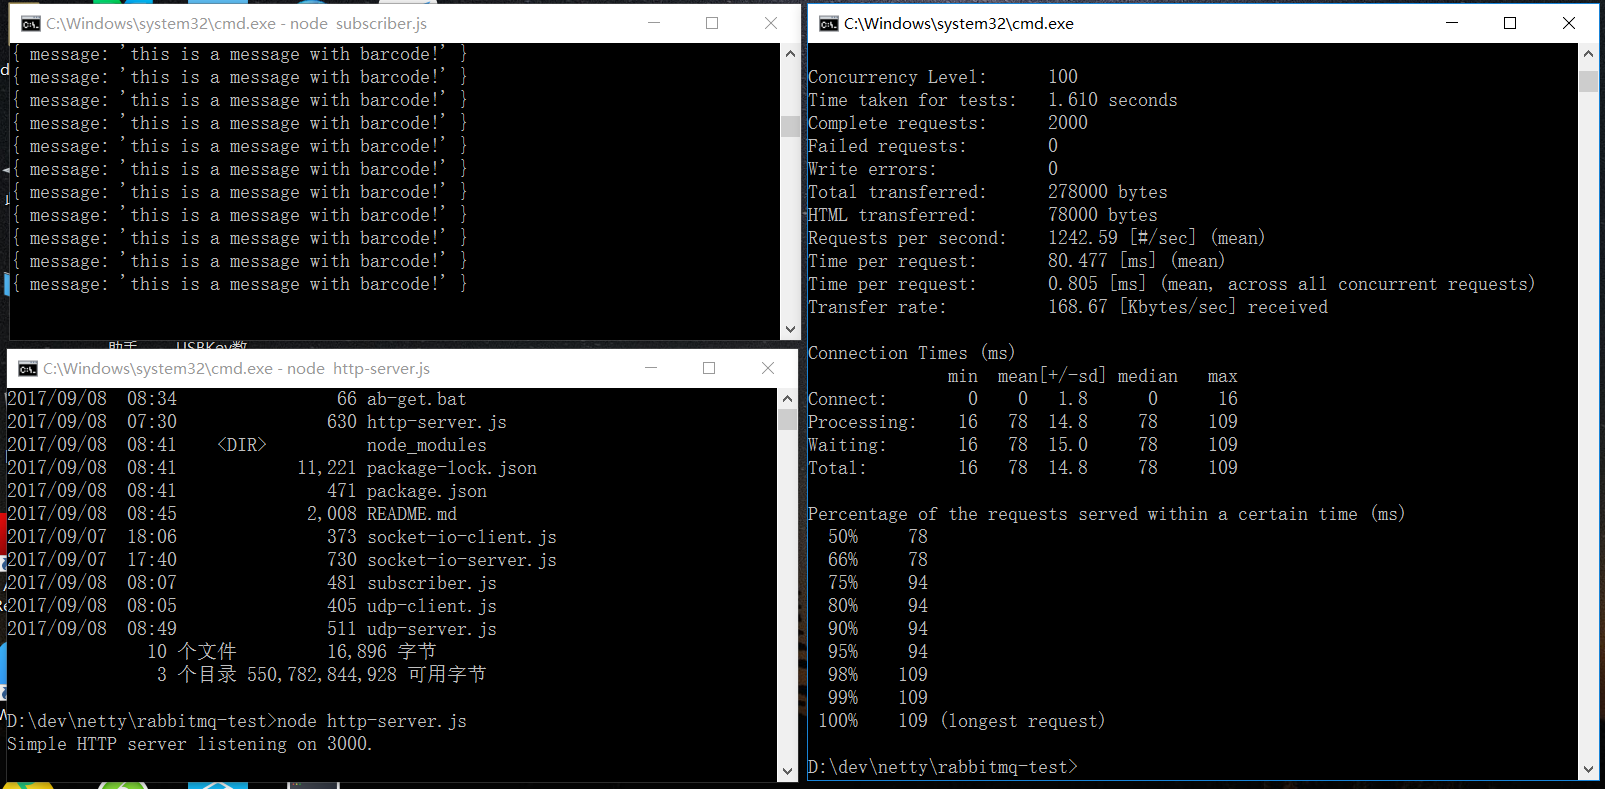 C:\Windows\system32\cmd.exe - node  subscriber.js
{ message: 'this is a message with barcode!' }
{ message: 'this is a message with barcode!' }
{ message: 'this is a message with barcode!' }
{ message: 'this is a message with barcode!' }
{ message: 'this is a message with barcode!' }
{ message: 'this is a message with barcode!' }
{ message: 'this is a message with barcode!' }
{ message: 'this is a message with barcode!' }
{ message: 'this is a message with barcode!' }
{ message: 'this is a message with barcode!' }
{ message: 'this is a message with barcode!' }
助手 USBKey数
C:\Windows\system32\cmd.exe - node  http-server.js
2017/09/08  08:34                66 ab-get.bat
2017/09/08  07:30               630 http-server.js
2017/09/08  08:41    <DIR>          node_modules
2017/09/08  08:41            11,221 package-lock.json
2017/09/08  08:41               471 package.json
2017/09/08  08:45             2,008 README.md
2017/09/07  18:06               373 socket-io-client.js
2017/09/07  17:40               730 socket-io-server.js
2017/09/08  08:07               481 subscriber.js
2017/09/08  08:05               405 udp-client.js
2017/09/08  08:49               511 udp-server.js
10 个文件         16,896 字节
3 个目录 550,782,844,928 可用字节
D:\dev\netty\rabbitmq-test>node http-server.js
Simple HTTP server listening on 3000.
C:\Windows\system32\cmd.exe
Concurrency Level:      100
Time taken for tests:   1.610 seconds
Complete requests:      2000
Failed requests:        0
Write errors:           0
Total transferred:      278000 bytes
HTML transferred:       78000 bytes
Requests per second:    1242.59 [#/sec] (mean)
Time per request:       80.477 [ms] (mean)
Time per request:       0.805 [ms] (mean, across all concurrent requests)
Transfer rate:          168.67 [Kbytes/sec] received
Connection Times (ms)
              min  mean[+/-sd] median   max
Connect:        0    0   1.8      0      16
Processing:    16   78  14.8     78     109
Waiting:       16   78  15.0     78     109
Total:         16   78  14.8     78     109
Percentage of the requests served within a certain time (ms)
  50%     78
  66%     78
  75%     94
  80%     94
  90%     94
  95%     94
  98%    109
  99%    109
 100%    109 (longest request)
D:\dev\netty\rabbitmq-test>